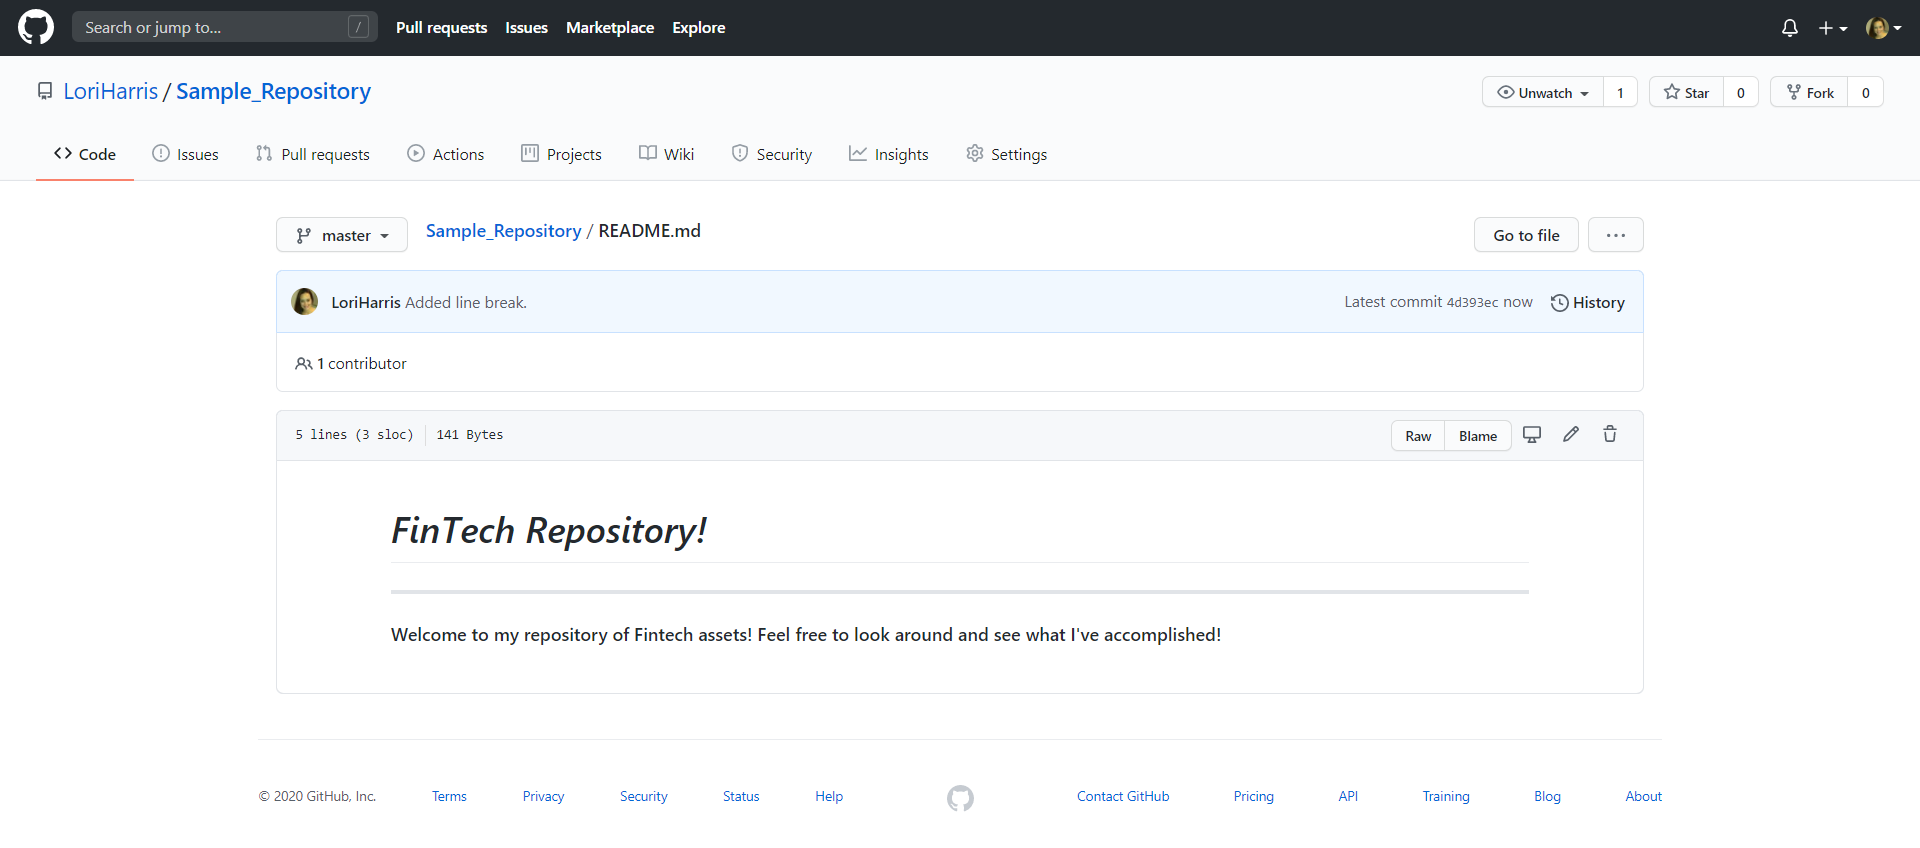 Search or jump to... /
Pull requests Issues Marketplace Explore
LoriHarris / Sample_Repository
Unwatch 1 Star 0 Fork 0
Code Issues Pull requests Actions Projects Wiki Security Insights Settings
master Sample_Repository / README.md Go to file ...
LoriHarris Added line break. Latest commit 4d393ec now History
1 contributor
5 lines (3 sloc) 141 Bytes Raw Blame
FinTech Repository!
Welcome to my repository of Fintech assets! Feel free to look around and see what I've accomplished!
© 2020 GitHub, Inc. Terms Privacy Security Status Help Contact GitHub Pricing API Training Blog About